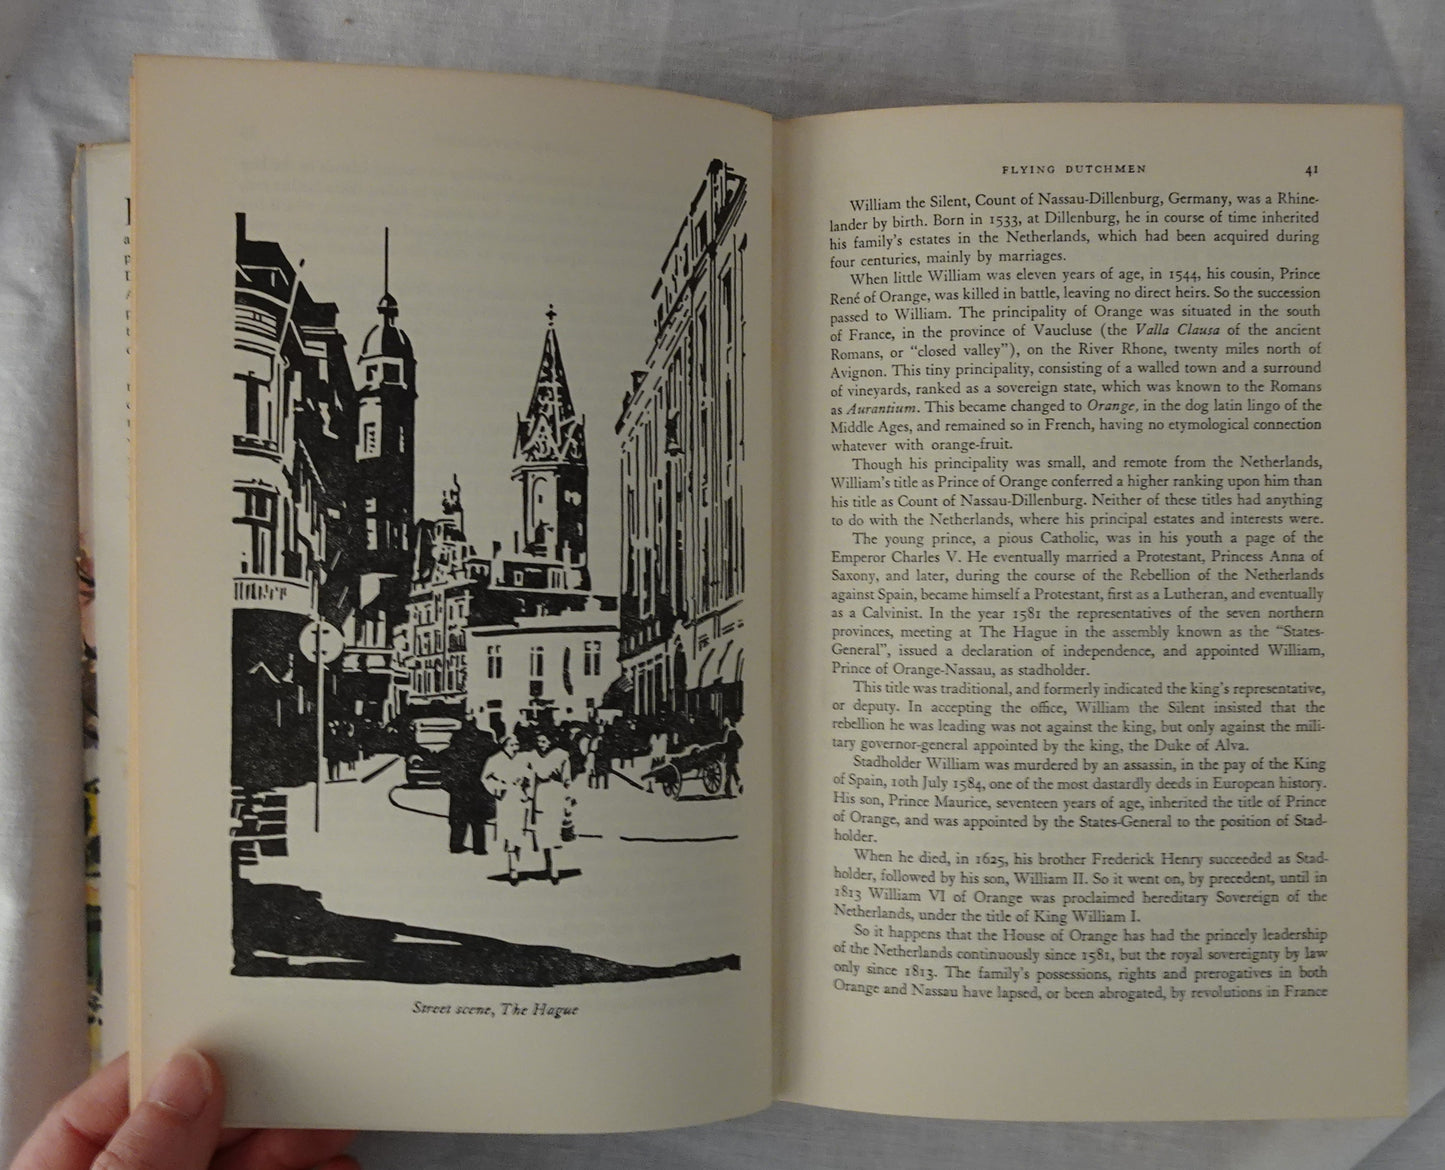 Street scene, The Hague
FLYING DUTCHMEN 41
William the Silent, Count of Nassau-Dillenburg, Germany, was a Rhine-
lander by birth. Born in 1533, at Dillenburg, he in course of time inherited
his family's estates in the Netherlands, which had been acquired during
four centuries, mainly by marriages.
When little William was eleven years of age, in 1544, his cousin, Prince
René of Orange, was killed in battle, leaving no direct heirs. So the succession
passed to William. The principality of Orange was situated in the south
of France, in the province of Vaucluse (the Valla Clausa of the ancient
Romans, or "closed valley"), on the River Rhone, twenty miles north of
Avignon. This tiny principality, consisting of a walled town and a surround
of vineyards, ranked as a sovereign state, which was known to the Romans
as Aurantium. This became changed to Orange, in the dog latin lingo of the
Middle Ages, and remained so in French, having no etymological connection
whatever with orange-fruit.
Though his principality was small, and remote from the Netherlands,
William's title as Prince of Orange conferred a higher ranking upon him than
his title as Count of Nassau-Dillenburg. Neither of these titles had anything
to do with the Netherlands, where his principal estates and interests were.
The young prince, a pious Catholic, was in his youth a page of the
Emperor Charles V. He eventually married a Protestant, Princess Anna of
Saxony, and later, during the course of the Rebellion of the Netherlands
against Spain, became himself a Protestant, first as a Lutheran, and eventually
as a Calvinist. In the year 1581 the representatives of the seven northern
provinces, meeting at The Hague in the assembly known as the "States-
General", issued a declaration of independence, and appointed William,
Prince of Orange-Nassau, as stadholder.
This title was traditional, and formerly indicated the king's representative,
or deputy. In accepting the office, William the Silent insisted that the
rebellion he was leading was not against the king, but only against the mili-
tary governor-general appointed by the king, the Duke of Alva.
Stadholder William was murdered by an assassin, in the pay of the King
of Spain, 10th July 1584, one of the most dastardly deeds in European history.
His son, Prince Maurice, seventeen years of age, inherited the title of Prince
of Orange, and was appointed by the States-General to the position of Stad-
holder.
When he died, in 1625, his brother Frederick Henry succeeded as Stad-
holder, followed by his son, William II. So it went on, by precedent, until in
1813 William VI of Orange was proclaimed hereditary Sovereign of the
Netherlands, under the title of King William I.
So it happens that the House of Orange has had the princely leadership
of the Netherlands continuously since 1581, but the royal sovereignty by law
only since 1813. The family's possessions, rights and prerogatives in both
Orange and Nassau have lapsed, or been abrogated, by revolutions in France